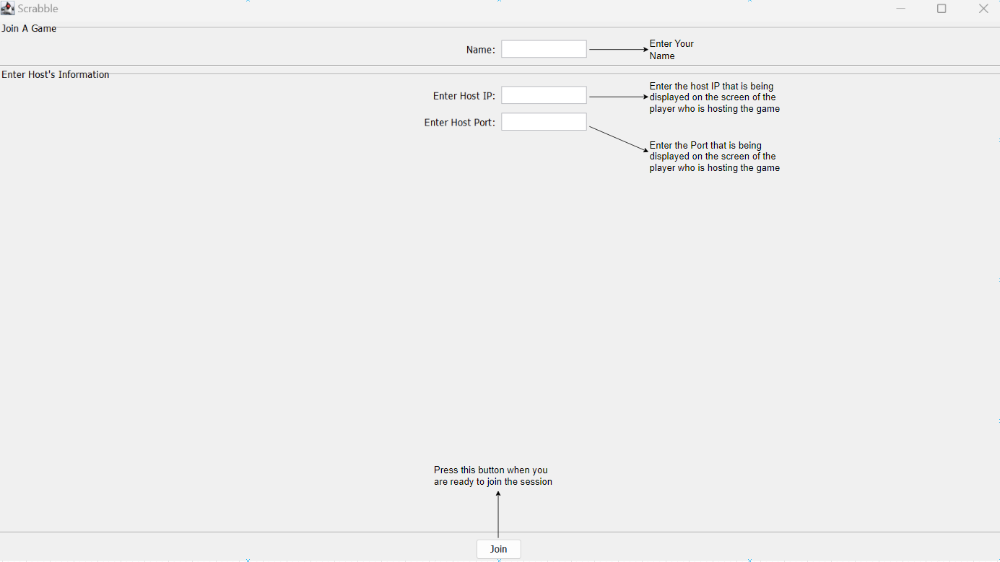 Scrabble
Join A Game
Name:
Enter Your
Name
Enter Host's Information
Enter Host IP:
Enter the host IP that is being
displayed on the screen of the
player who is hosting the game
Enter Host Port:
Enter the Port that is being
displayed on the screen of the
player who is hosting the game
Press this button when you
are ready to join the session
Join